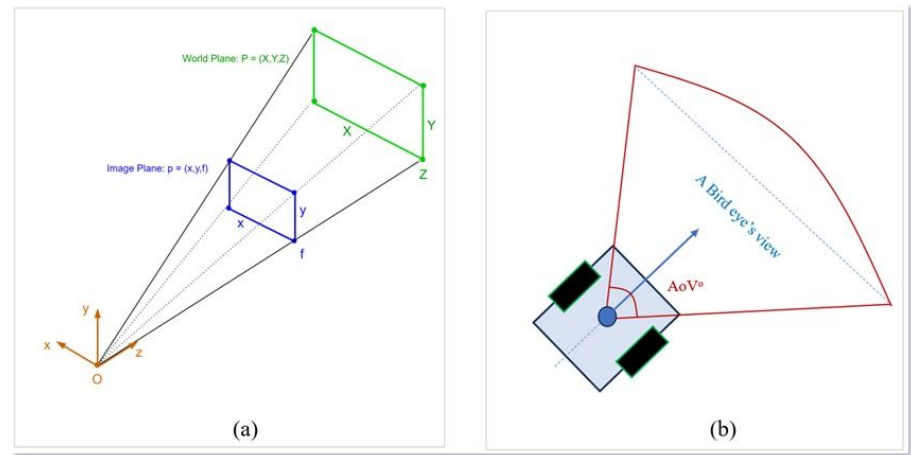 World Plane: P = (X,Y,Z)
X
Y
Z
Image Plane: p = (x,y,f)
x
y
f
y
x
z
O
(a)
A Bird eye's view
AoV°
(b)